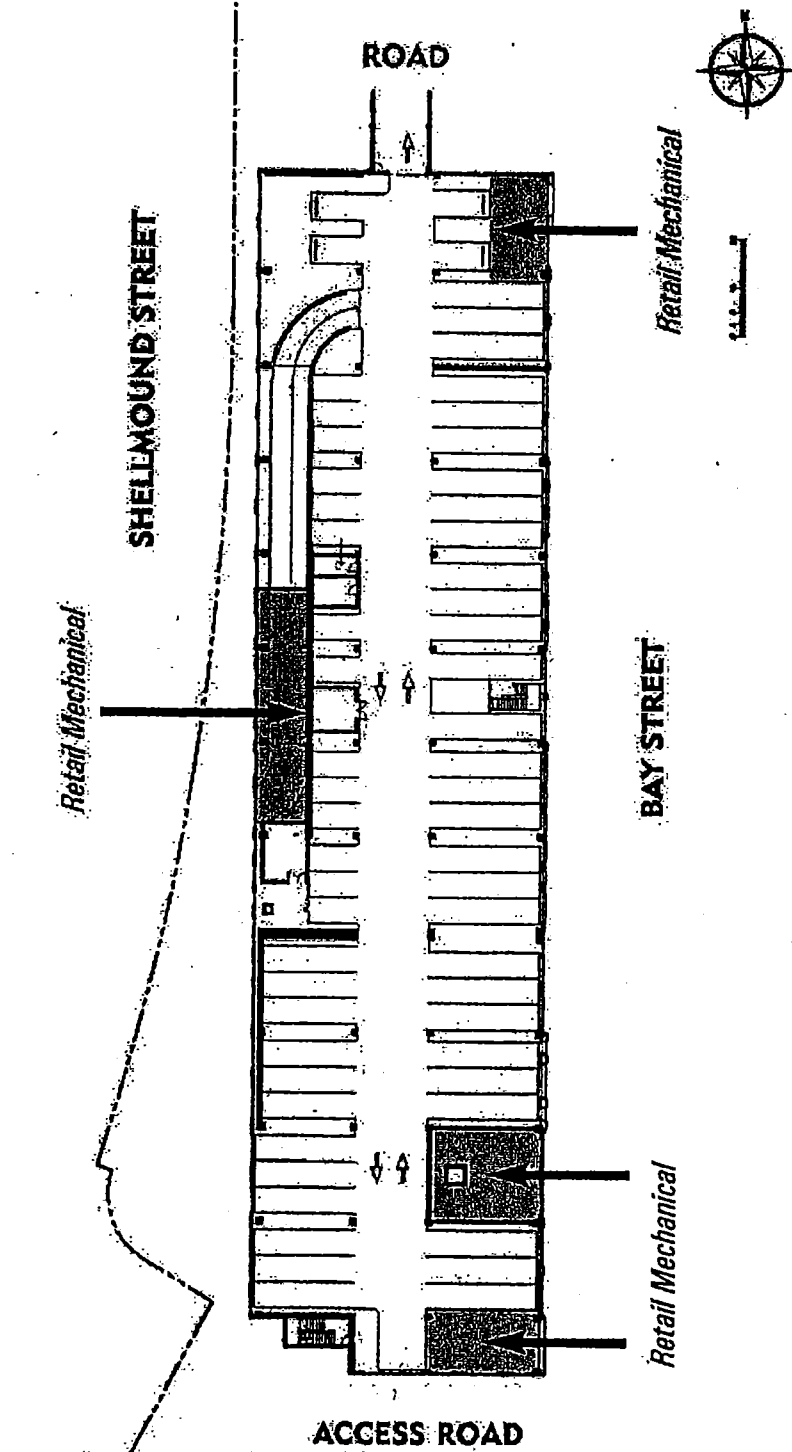 ROAD
Retail Mechanical
SHELLMOUND STREET
Retail Mechanical
BAY STREET
Retail Mechanical
ACCESS ROAD